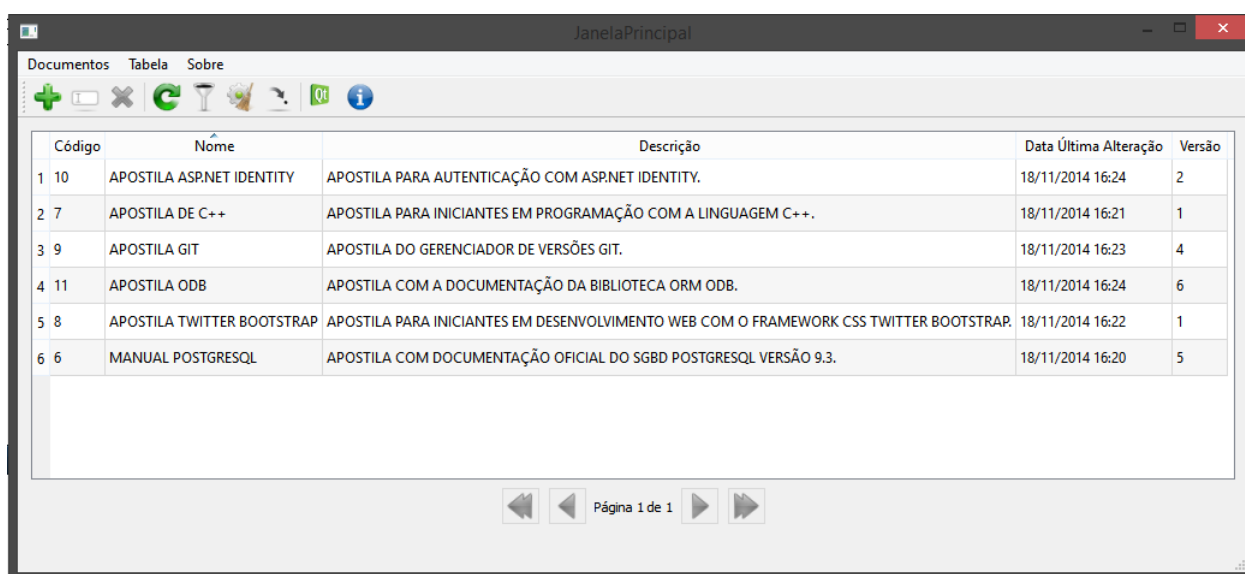 JanelaPrincipal
Documentos Tabela Sobre
Qt
Código Nome Descrição Data Última Alteração Versão
1 10 APOSTILA ASP.NET IDENTITY APOSTILA PARA AUTENTICAÇÃO COM ASP.NET IDENTITY. 18/11/2014 16:24 2
2 7 APOSTILA DE C++ APOSTILA PARA INICIANTES EM PROGRAMAÇÃO COM A LINGUAGEM C++. 18/11/2014 16:21 1
3 9 APOSTILA GIT APOSTILA DO GERENCIADOR DE VERSÕES GIT. 18/11/2014 16:23 4
4 11 APOSTILA ODB APOSTILA COM A DOCUMENTAÇÃO DA BIBLIOTECA ORM ODB. 18/11/2014 16:24 6
5 8 APOSTILA TWITTER BOOTSTRAP APOSTILA PARA INICIANTES EM DESENVOLVIMENTO WEB COM O FRAMEWORK CSS TWITTER BOOTSTRAP. 18/11/2014 16:22 1
6 6 MANUAL POSTGRESQL APOSTILA COM DOCUMENTAÇÃO OFICIAL DO SGBD POSTGRESQL VERSÃO 9.3. 18/11/2014 16:20 5
Página 1 de 1